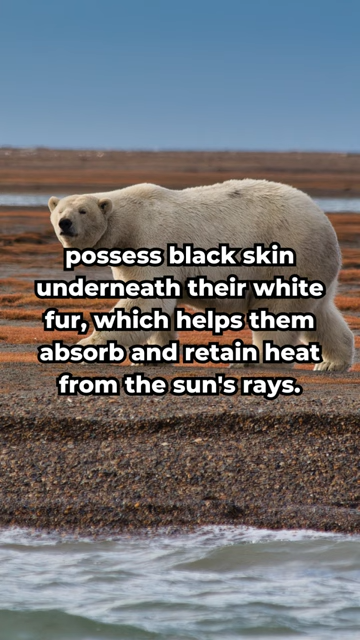 possess black skin
underneath their white
fur, which helps them
absorb and retain heat
from the sun's rays.